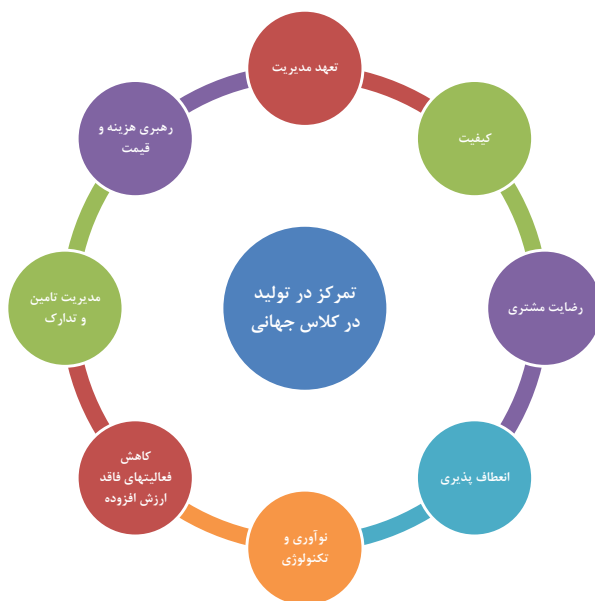 تعهد مدیریت
کیفیت
رضایت مشتری
انعطاف پذیری
نوآوری و
تکنولوژی
کاهش
فعالیتهای فاقد
ارزش افزوده
مدیریت تامین
و تدارک
رهبری هزینه و
قیمت
تمرکز در تولید
در کلاس جهانی